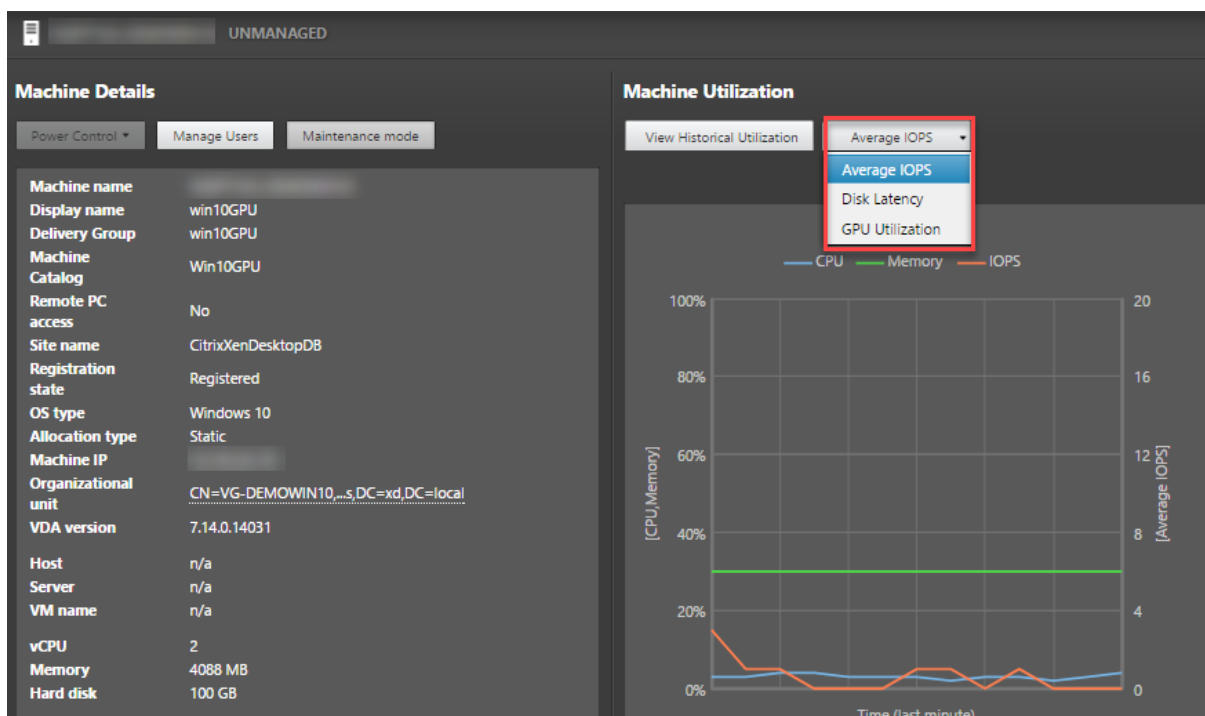 UNMANAGED
Machine Details
Power Control
Manage Users
Maintenance mode
Machine name
Display name win10GPU
Delivery Group win10GPU
Machine
Catalog Win10GPU
Remote PC
access No
Site name CitrixXenDesktopDB
Registration
state Registered
OS type Windows 10
Allocation type Static
Machine IP
Organizational
unit CN=VG-DEMOWIN10,...s,DC=xd,DC=local
VDA version 7.14.0.14031
Host n/a
Server n/a
VM name n/a
vCPU 2
Memory 4088 MB
Hard disk 100 GB
Machine Utilization
View Historical Utilization
Average IOPS
Average IOPS
Disk Latency
GPU Utilization
CPU Memory IOPS
100% 20
80% 16
60% 12
40% 8
20% 4
0% 0
[CPU,Memory]
[Average IOPS]
Time (last minute)